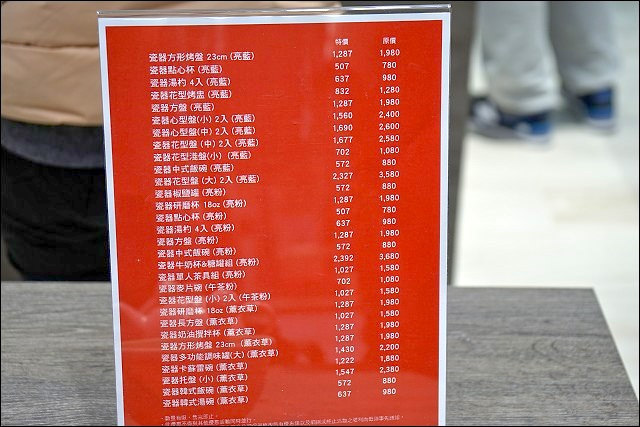 特價 原價
瓷器方形烤盤 23cm (亮藍) 1,287 1,980
瓷器點心杯 (亮藍) 507 780
瓷器湯杓 4入 (亮藍) 637 980
瓷器花型烤盅 (亮藍) 832 1,280
瓷器方盤 (亮藍) 1,287 1,980
瓷器心型盤(小) 2入 (亮藍) 1,560 2,400
瓷器心型盤(中) 2入 (亮藍) 1,690 2,600
瓷器花型盤 (中) 2入 (亮藍) 1,677 2,580
瓷器花型淺盤(小) (亮藍) 702 1,080
瓷器中式飯碗 (亮藍) 572 880
瓷器花型盤 (大) 2入 (亮藍) 2,327 3,580
瓷器椒鹽罐 (亮粉) 572 880
瓷器研磨杯 18oz (亮粉) 1,287 1,980
瓷器點心杯 (亮粉) 507 780
瓷器湯杓 4入 (亮粉) 637 980
瓷器方盤 (亮粉) 1,287 1,980
瓷器中式飯碗 (亮粉) 572 880
瓷器牛奶杯&糖罐組 (亮粉) 2,392 3,680
瓷器單人茶具組 (亮粉) 1,027 1,580
瓷器麥片碗 (午茶粉) 702 1,080
瓷器花型盤 (小) 2入 (午茶粉) 1,027 1,580
瓷器研磨杯 18oz (薰衣草) 1,287 1,980
瓷器長方盤 (薰衣草) 1,027 1,580
瓷器奶油攪拌杯 (薰衣草) 1,287 1,980
瓷器方形烤盤 23cm (薰衣草) 1,287 1,980
瓷器多功能調味罐(大) (薰衣草) 1,430 2,200
瓷器卡蘇雷碗 (薰衣草) 1,222 1,880
瓷器托盤 (小) (薰衣草) 1,547 2,380
瓷器韓式飯碗 (薰衣草) 572 880
瓷器韓式湯碗 (薰衣草) 637 980